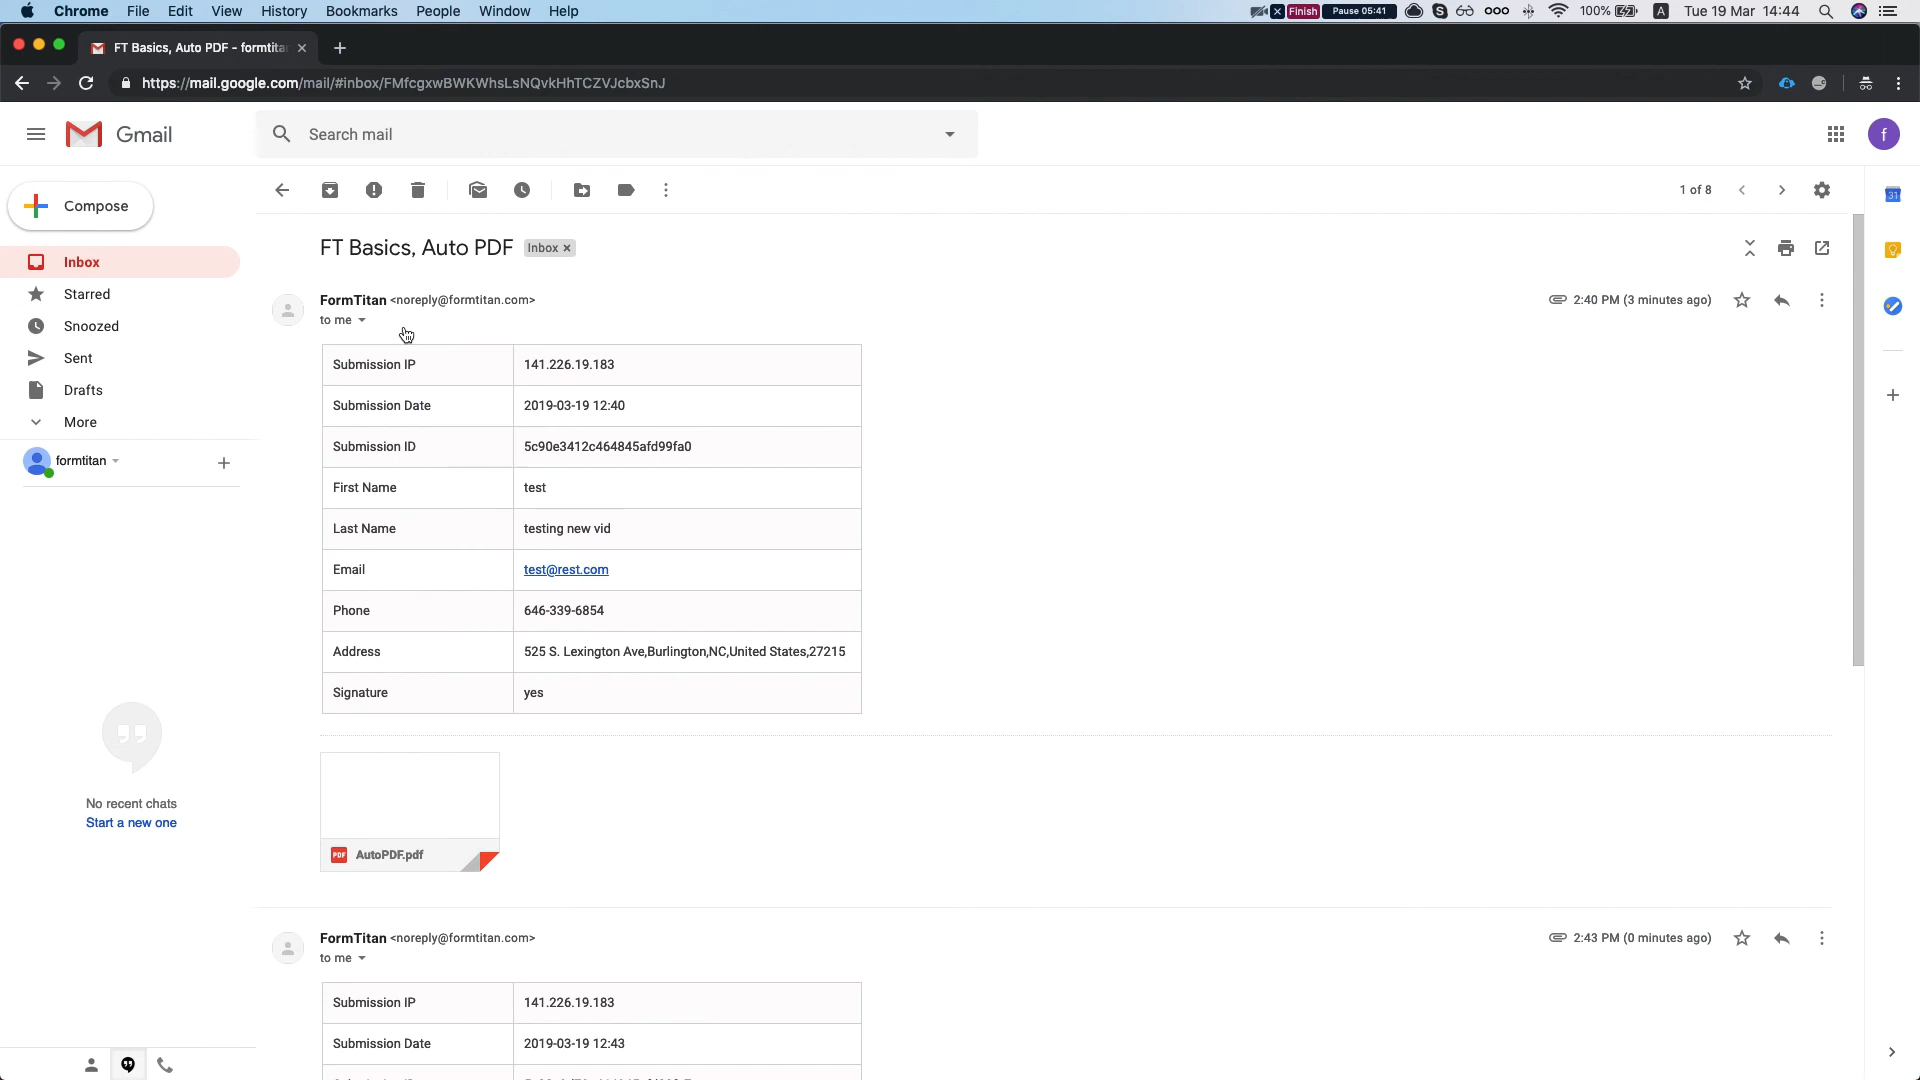 Chrome File Edit View History Bookmarks People Window Help
Finish Pause 05:41 100% A Tue 19 Mar 14:44
FT Basics, Auto PDF - formtita
https://mail.google.com/mail/#inbox/FMfcgxwBWKWhsLsNQvkHhTCZVJcbxSnJ
Gmail
Search mail
f
Compose
1 of 8
31
Inbox
Starred
Snoozed
Sent
Drafts
More
formtitan
No recent chats
Start a new one
FT Basics, Auto PDF Inbox
FormTitan <noreply@formtitan.com>
2:40 PM (3 minutes ago)
to me
Submission IP 141.226.19.183
Submission Date 2019-03-19 12:40
Submission ID 5c90e3412c464845afd99fa0
First Name test
Last Name testing new vid
Email test@rest.com
Phone 646-339-6854
Address 525 S. Lexington Ave,Burlington,NC,United States,27215
Signature yes
PDF AutoPDF.pdf
FormTitan <noreply@formtitan.com>
2:43 PM (0 minutes ago)
to me
Submission IP 141.226.19.183
Submission Date 2019-03-19 12:43